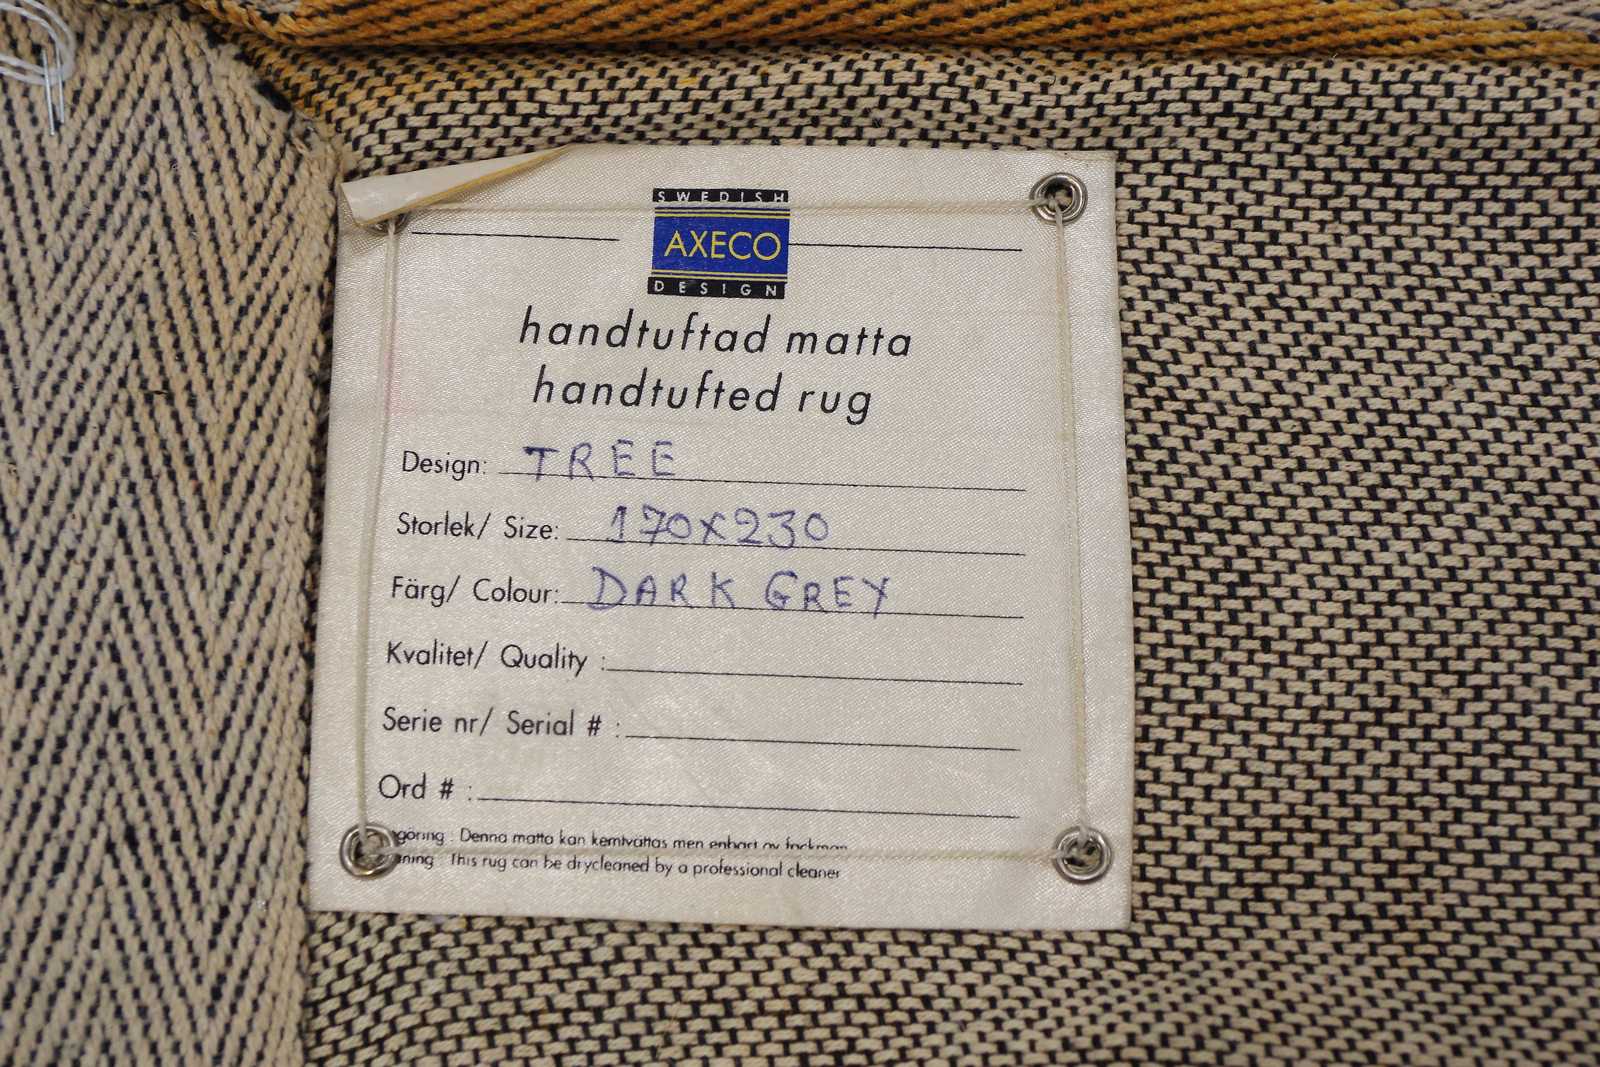 SWEDISH
AXECO
DESIGN
handtuftad matta
handtufted rug
Design: TREE
Storlek/ Size: 170x230
Färg/ Colour: DARK GREY
Kvalitet/ Quality :
Serie nr/ Serial # :
Ord # :
: Denna matta kan kemtvättas men enbart av fackman
: This rug can be drycleaned by a professional cleaner